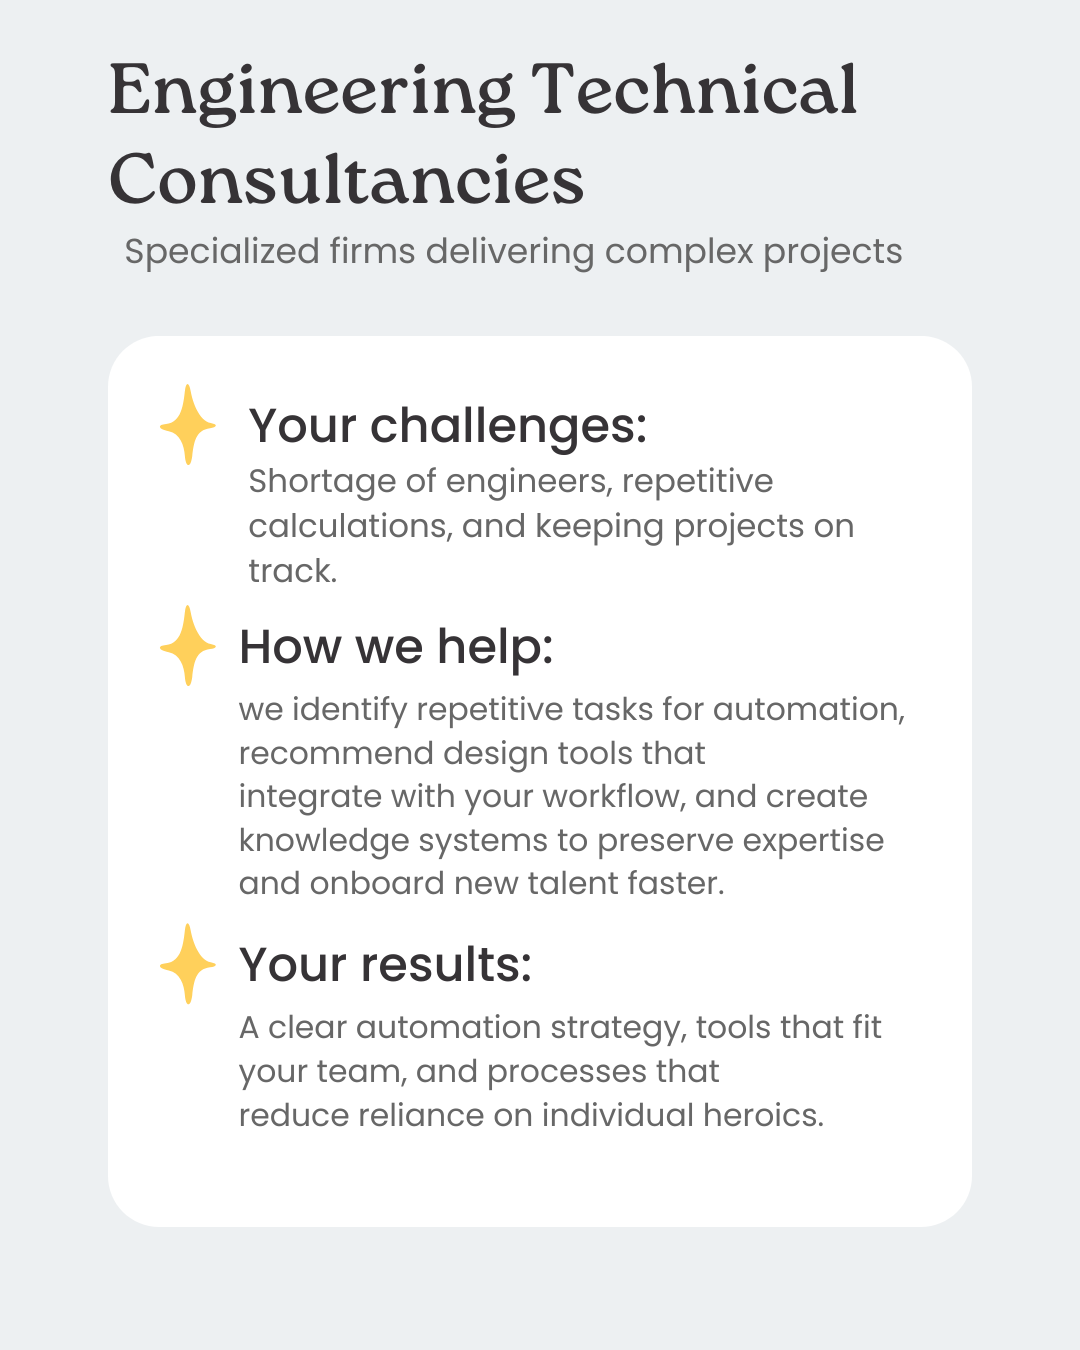 Engineering Technical
Consultancies
Specialized firms delivering complex projects
Your challenges:
Shortage of engineers, repetitive
calculations, and keeping projects on
track.
How we help:
we identify repetitive tasks for automation,
recommend design tools that
integrate with your workflow, and create
knowledge systems to preserve expertise
and onboard new talent faster.
Your results:
A clear automation strategy, tools that fit
your team, and processes that
reduce reliance on individual heroics.